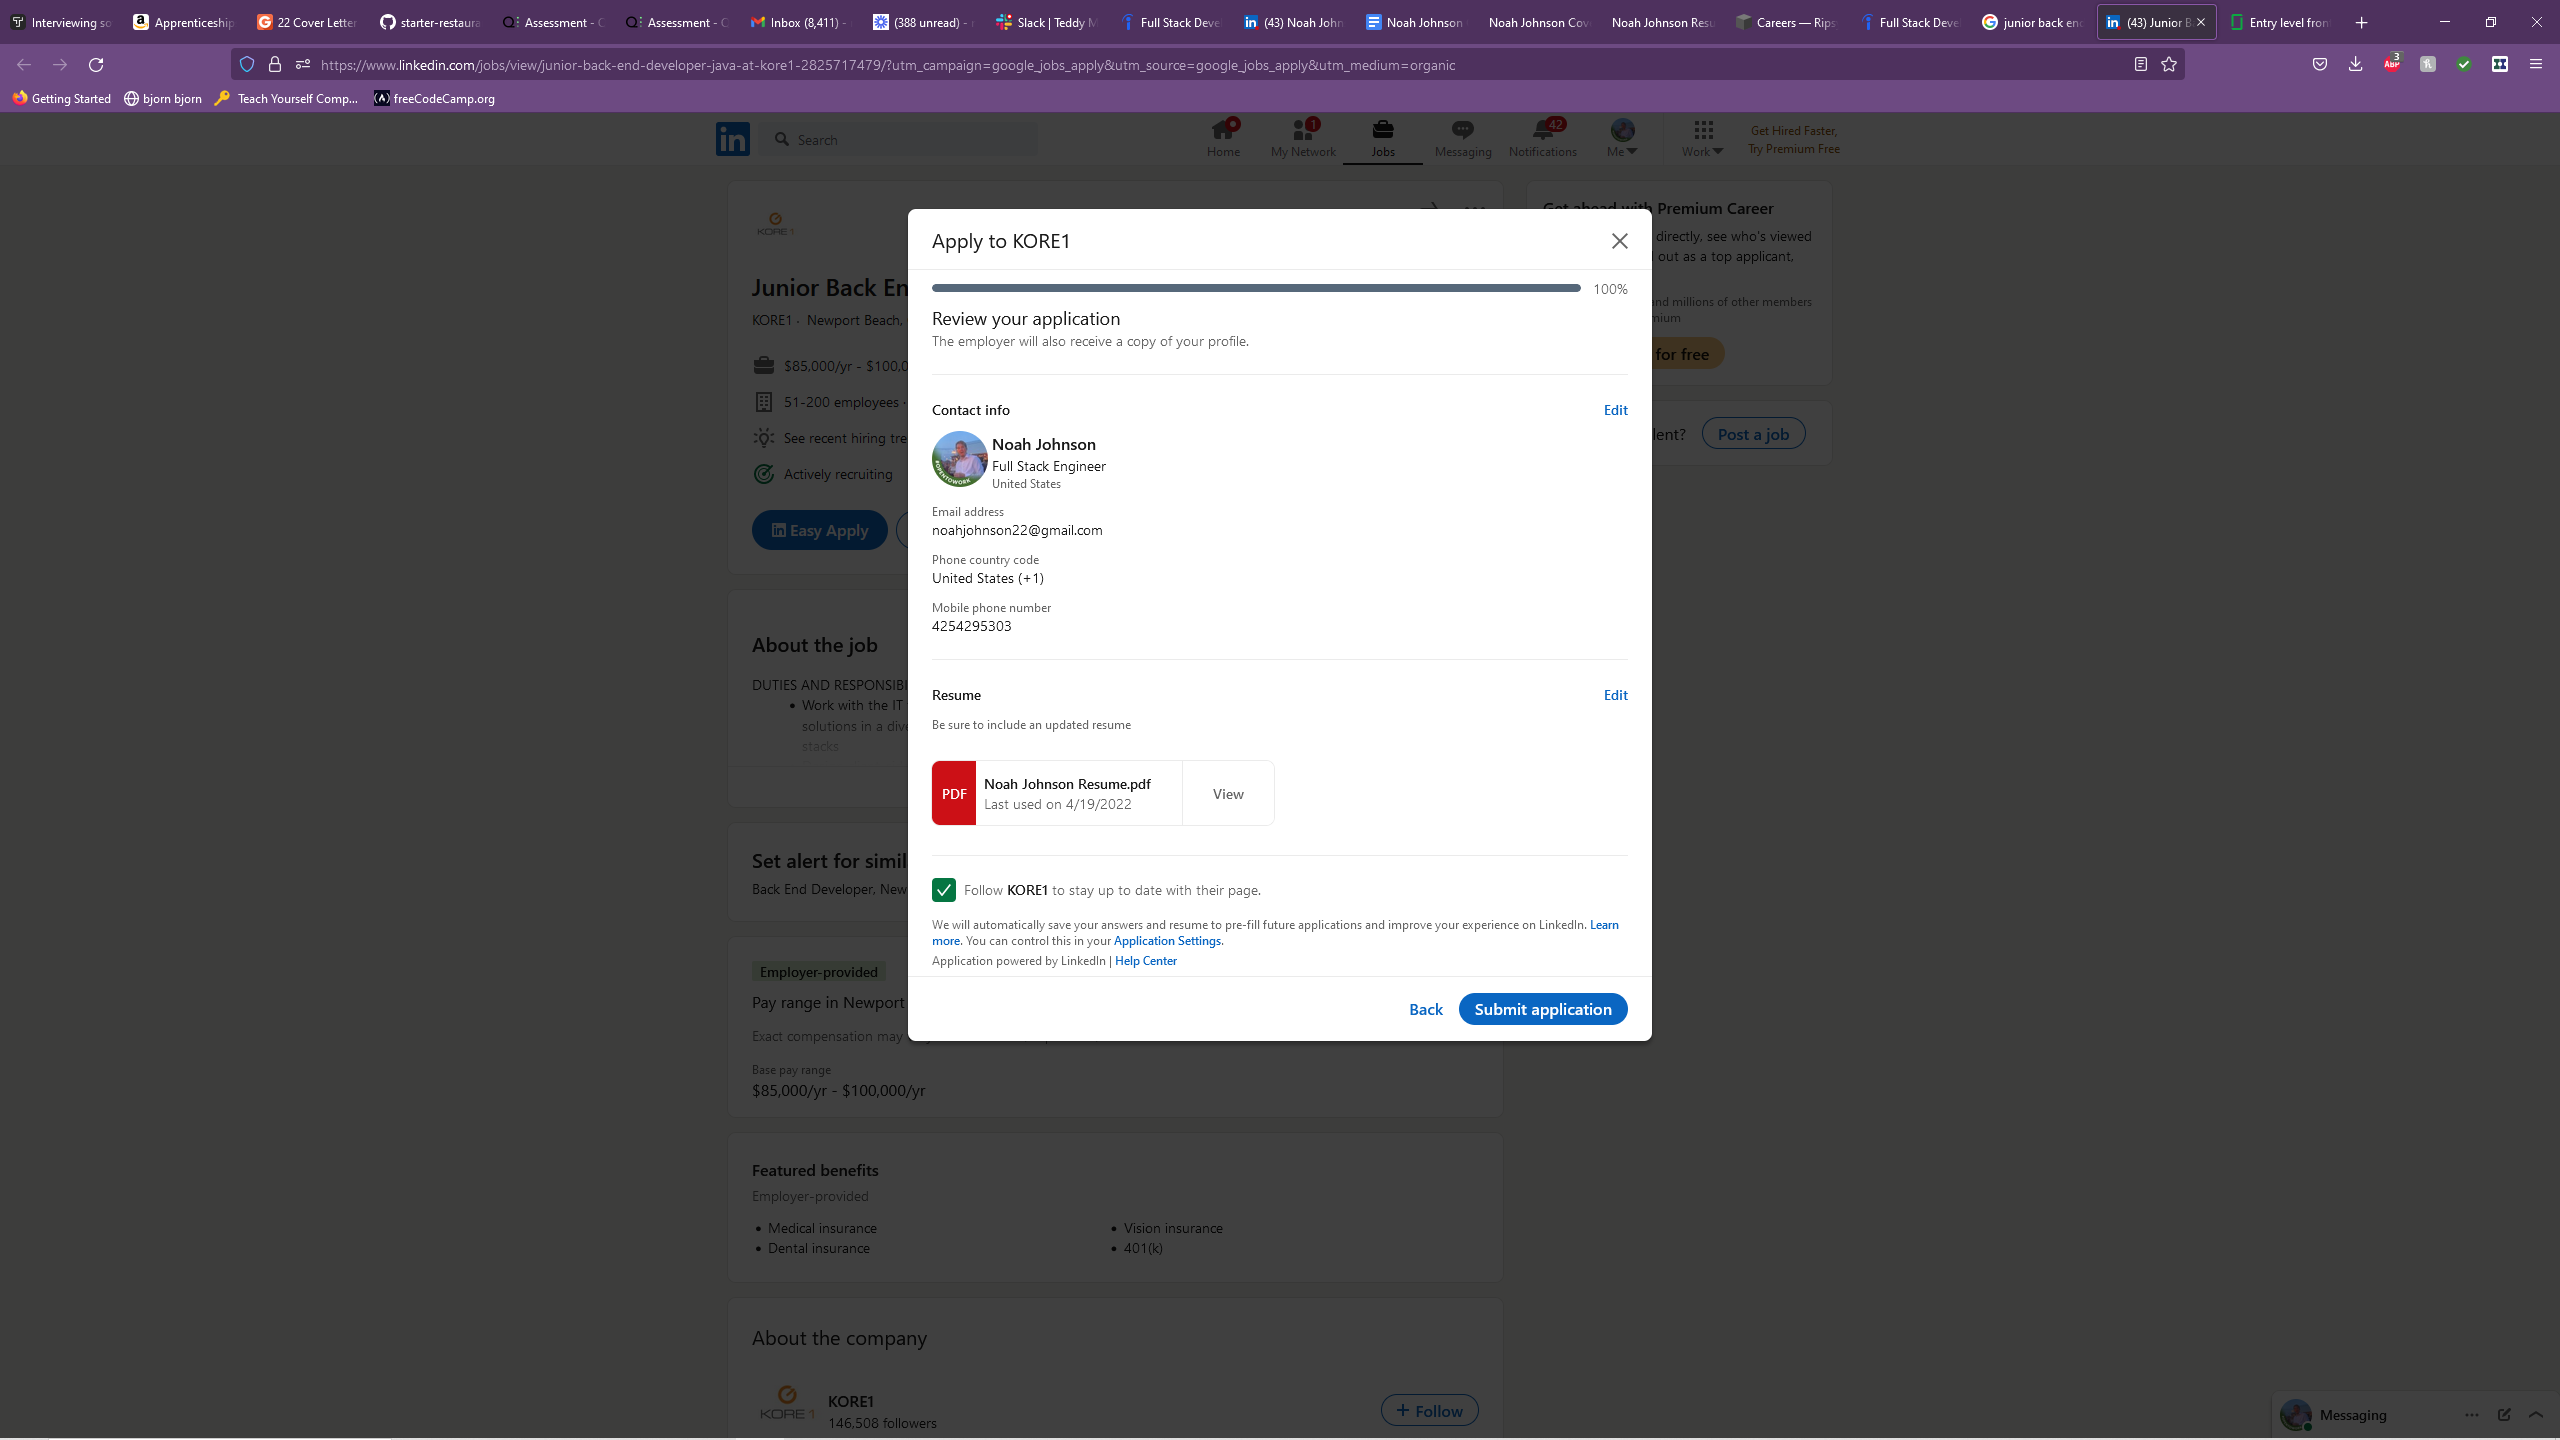 Interviewing so
Apprenticeship
22 Cover Letter
starter-restaura
Assessment - C
Assessment - C
Inbox (8,411) -
(388 unread) -
Slack | Teddy M
Full Stack Devel
(43) Noah John
Noah Johnson
Noah Johnson Cov
Noah Johnson Resu
Careers — Rips
Full Stack Devel
junior back end
(43) Junior B
Entry level fron
https://www.linkedin.com/jobs/view/junior-back-end-developer-java-at-kore1-2825717479/?utm_campaign=google_jobs_apply&utm_source=google_jobs_apply&utm_medium=organic
ABP
3
Getting Started
bjorn bjorn
Teach Yourself Comp...
freeCodeCamp.org
in
Search
Home
1
My Network
Jobs
Messaging
42
Notifications
Me
Work
Get Hired Faster,
Try Premium Free
KORE1
Junior Back En
KORE1 · Newport Beach,
$85,000/yr - $100,0
51-200 employees ·
See recent hiring tre
Actively recruiting
in Easy Apply
About the job
DUTIES AND RESPONSIBI
• Work with the IT
solutions in a dive
stacks
Set alert for simil
Back End Developer, New
Employer-provided
Pay range in Newport
Exact compensation may
Base pay range
$85,000/yr - $100,000/yr
Featured benefits
Employer-provided
• Medical insurance
• Vision insurance
• Dental insurance
• 401(k)
About the company
KORE 1
KORE1
146,508 followers
+ Follow
Get ahead with Premium Career
directly, see who's viewed
out as a top applicant,
and millions of other members
mium
for free
lent?
Post a job
Apply to KORE1
100%
Review your application
The employer will also receive a copy of your profile.
Contact info
Edit
#OPENTOWORK
Noah Johnson
Full Stack Engineer
United States
Email address
noahjohnson22@gmail.com
Phone country code
United States (+1)
Mobile phone number
4254295303
Resume
Edit
Be sure to include an updated resume
PDF
Noah Johnson Resume.pdf
Last used on 4/19/2022
View
Follow KORE1 to stay up to date with their page.
We will automatically save your answers and resume to pre-fill future applications and improve your experience on LinkedIn. Learn
more. You can control this in your Application Settings.
Application powered by LinkedIn | Help Center
Back
Submit application
Messaging